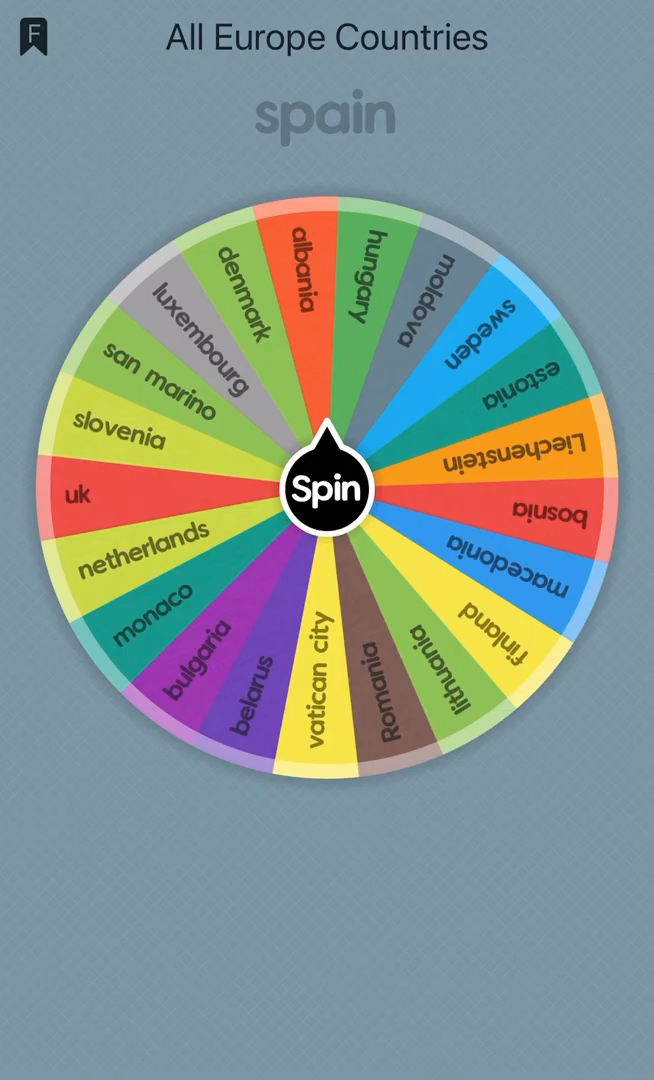 F
All Europe Countries
spain
albania
hungary
moldova
sweden
estonia
Liechenstein
bosnia
macedonia
finland
lithuania
Romania
vatican city
belarus
bulgaria
monaco
netherlands
uk
slovenia
san marino
luxembourg
denmark
Spin